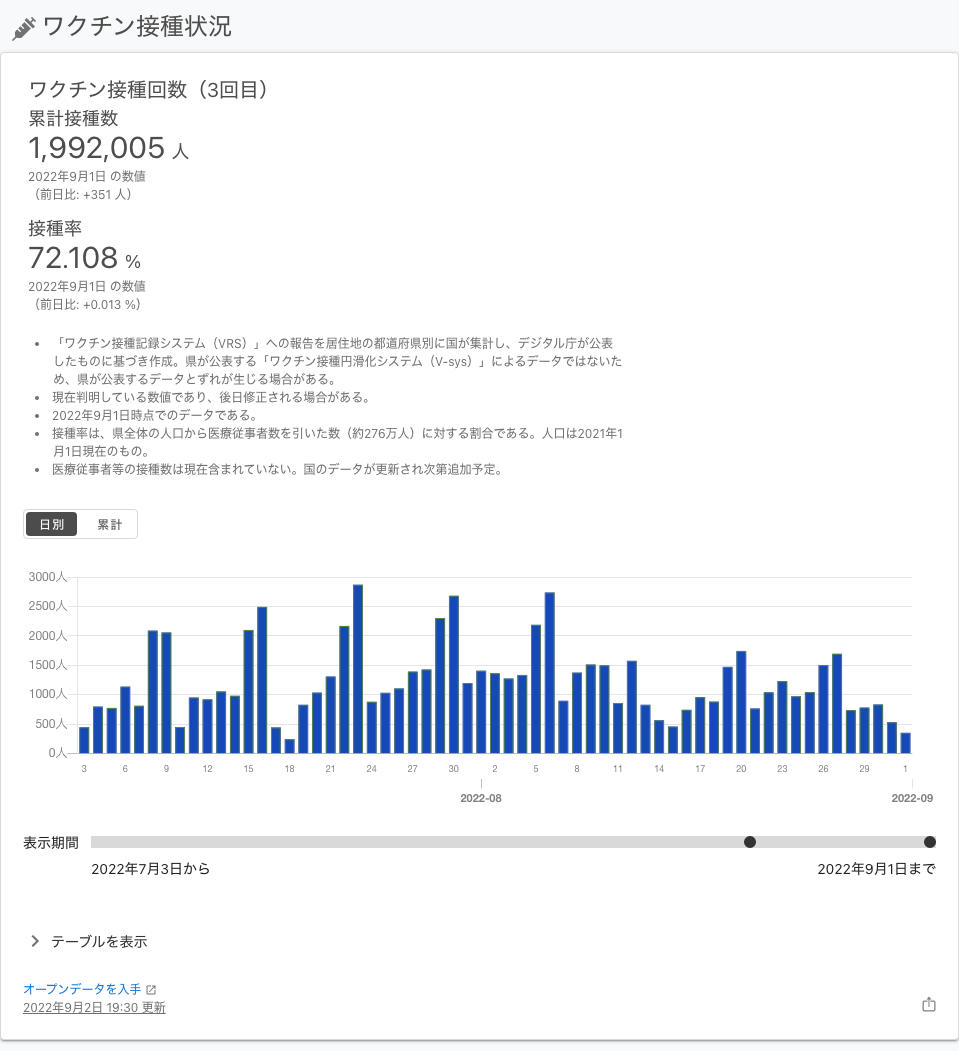 ワクチン接種状況
ワクチン接種回数（3回目）
累計接種数
1,992,005 人
2022年9月1日 の数値
（前日比: +351 人）
接種率
72.108 %
2022年9月1日 の数値
（前日比: +0.013 %）
• 「ワクチン接種記録システム（VRS）」への報告を居住地の都道府県別に国が集計し、デジタル庁が公表
したものに基づき作成。県が公表する「ワクチン接種円滑化システム（V-sys）」によるデータではないた
め、県が公表するデータとずれが生じる場合がある。
• 現在判明している数値であり、後日修正される場合がある。
• 2022年9月1日時点でのデータである。
• 接種率は、県全体の人口から医療従事者数を引いた数（約276万人）に対する割合である。人口は2021年1
月1日現在のもの。
• 医療従事者等の接種数は現在含まれていない。国のデータが更新され次第追加予定。
日別 累計
3000人
2500人
2000人
1500人
1000人
500人
0人
3 6 9 12 15 18 21 24 27 30 2 5 8 11 14 17 20 23 26 29 1
2022-08 2022-09
表示期間
2022年7月3日から 2022年9月1日まで
テーブルを表示
オープンデータを入手
2022年9月2日 19:30 更新